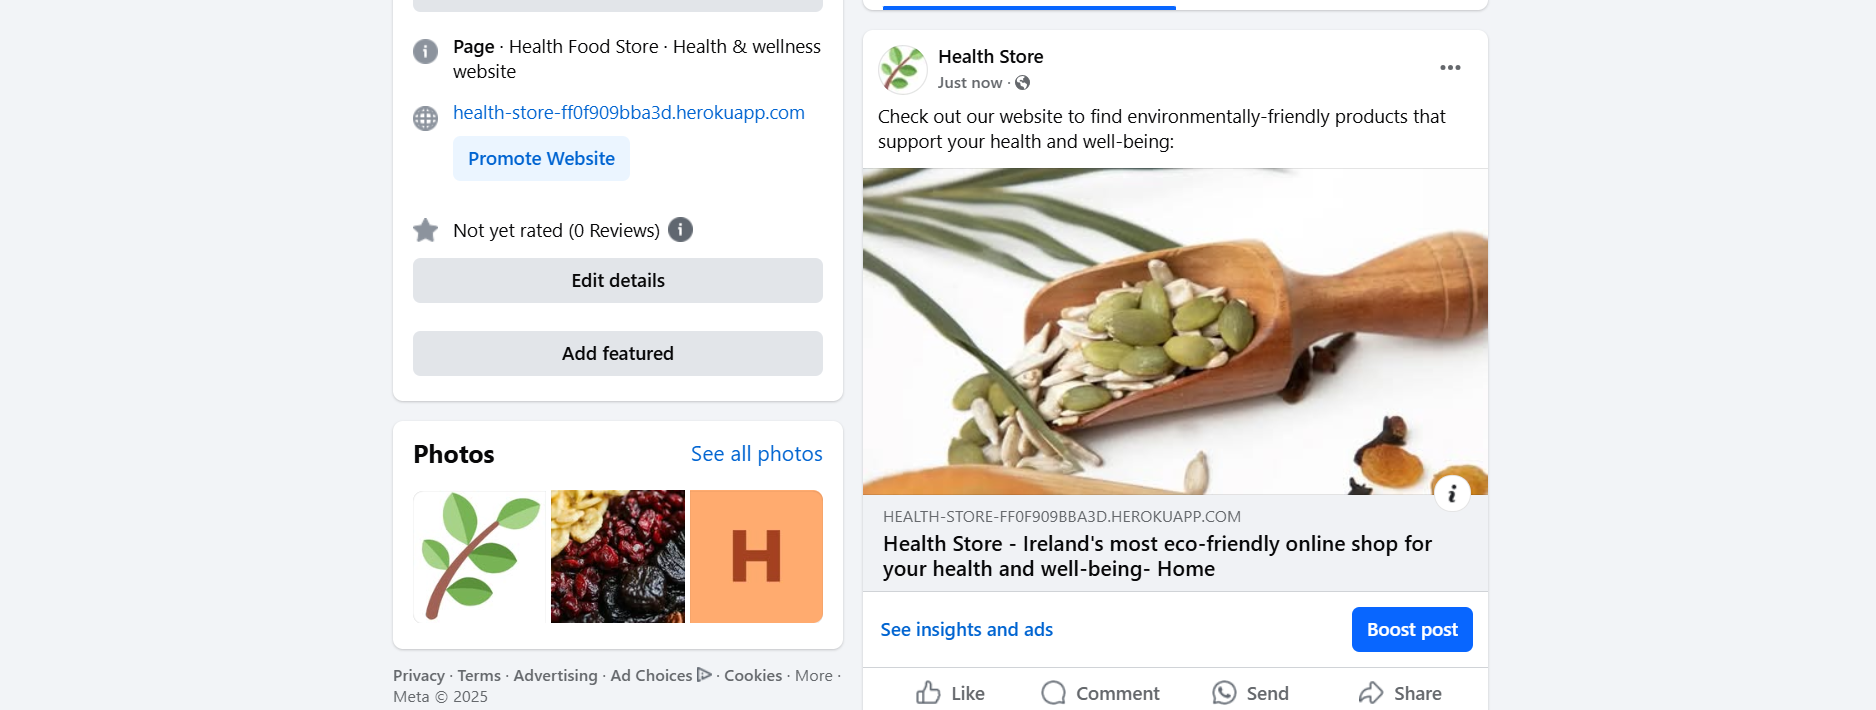 Page · Health Food Store · Health & wellness
website
health-store-ff0f909bba3d.herokuapp.com
Promote Website
Not yet rated (0 Reviews)
Edit details
Add featured
Photos
See all photos
H
Privacy · Terms · Advertising · Ad Choices · Cookies · More ·
Meta © 2025
Health Store
Just now ·
Check out our website to find environmentally-friendly products that
support your health and well-being:
HEALTH-STORE-FF0F909BBA3D.HEROKUAPP.COM
Health Store - Ireland's most eco-friendly online shop for
your health and well-being- Home
See insights and ads
Boost post
Like
Comment
Send
Share